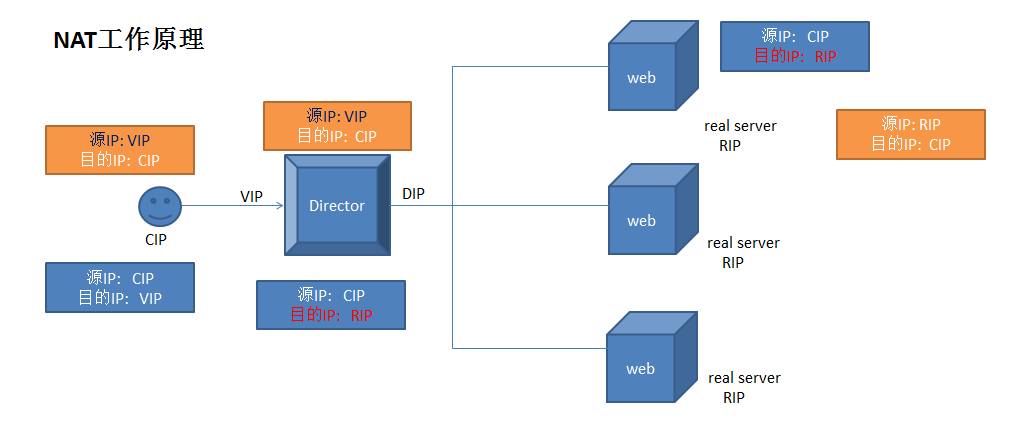 NAT工作原理
源IP: VIP
目的IP: CIP
源IP: VIP
目的IP: CIP
VIP
Director
DIP
CIP
源IP: CIP
目的IP: VIP
源IP: CIP
目的IP: RIP
web
源IP: CIP
目的IP: RIP
real server
RIP
源IP: RIP
目的IP: CIP
web
real server
RIP
web
real server
RIP